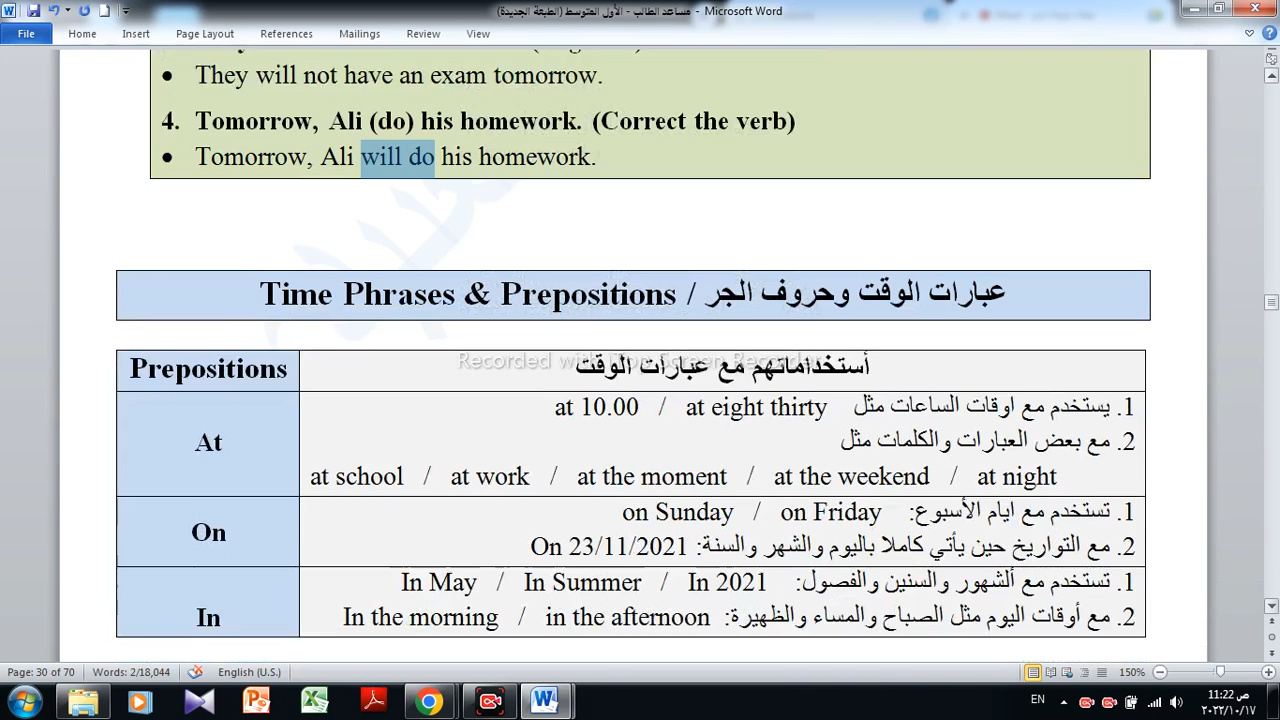 مساعد الطالب - الأول المتوسط (الطبعة الجديدة) - Microsoft Word
File Home Insert Page Layout References Mailings Review View
They will not have an exam tomorrow.
4. Tomorrow, Ali (do) his homework. (Correct the verb)
Tomorrow, Ali will do his homework.
Time Phrases & Prepositions / عبارات الوقت وحروف الجر
Recorded with iTop Screen Recorder
Prepositions أستخداماتهم مع عبارات الوقت
At
1. يستخدم مع اوقات الساعات مثل at 10.00 / at eight thirty
2. مع بعض العبارات والكلمات مثل
at school / at work / at the moment / at the weekend / at night
On
1. تستخدم مع ايام الأسبوع: on Sunday / on Friday
2. مع التواريخ حين يأتي كاملا باليوم والشهر والسنة: On 23/11/2021
In
1. تستخدم مع ألشهور والسنين والفصول: In May / In Summer / In 2021
2. مع أوقات اليوم مثل الصباح والمساء والظهيرة: In the morning / in the afternoon
Page: 30 of 70 Words: 2/18,044 English (U.S.) 150%
EN 11:22 ص
٢٠٢٢/١٠/١٧